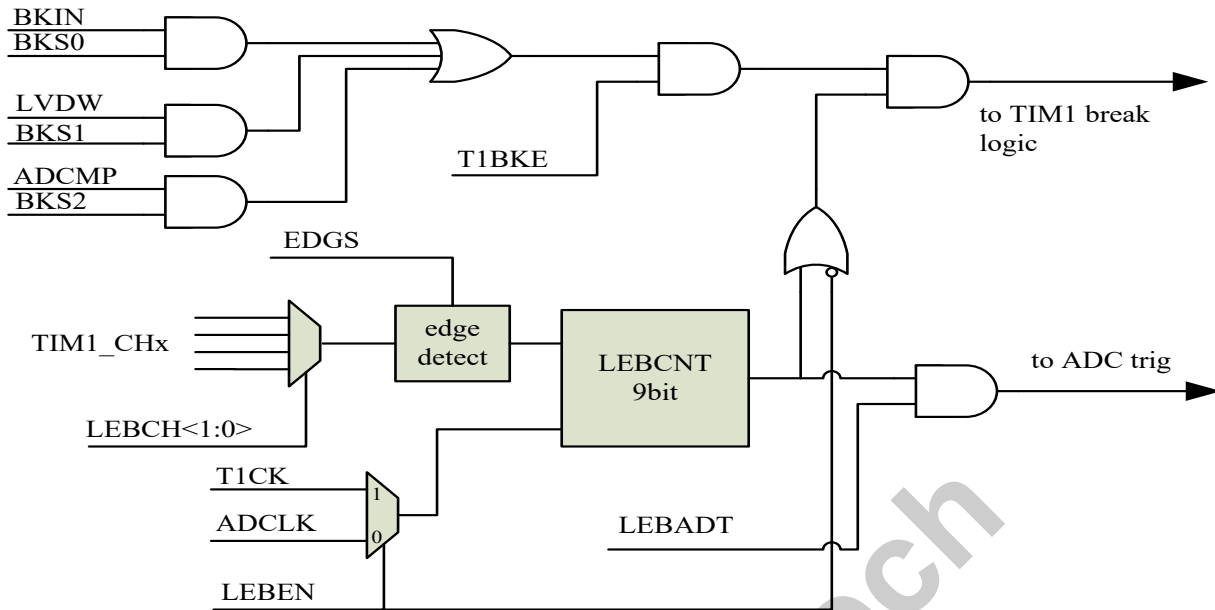 BKIN
BKS0
LVDW
BKS1
ADCMP
BKS2
T1BKE
to TIM1 break
logic
EDGS
TIM1_CHx
edge
detect
LEBCNT
9bit
to ADC trig
LEBCH<1:0>
T1CK
1
ADCLK
0
LEBADT
LEBEN